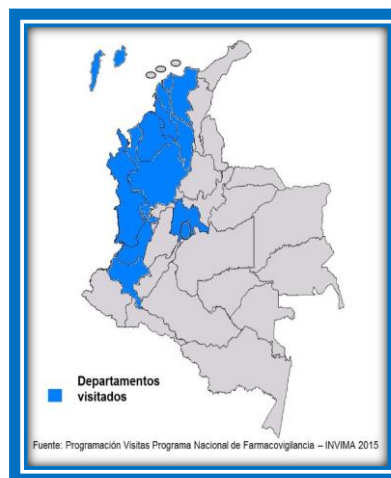 Departamentos
visitados
Fuente: Programación Visitas Programa Nacional de Farmacovigilancia – INVIMA 2015